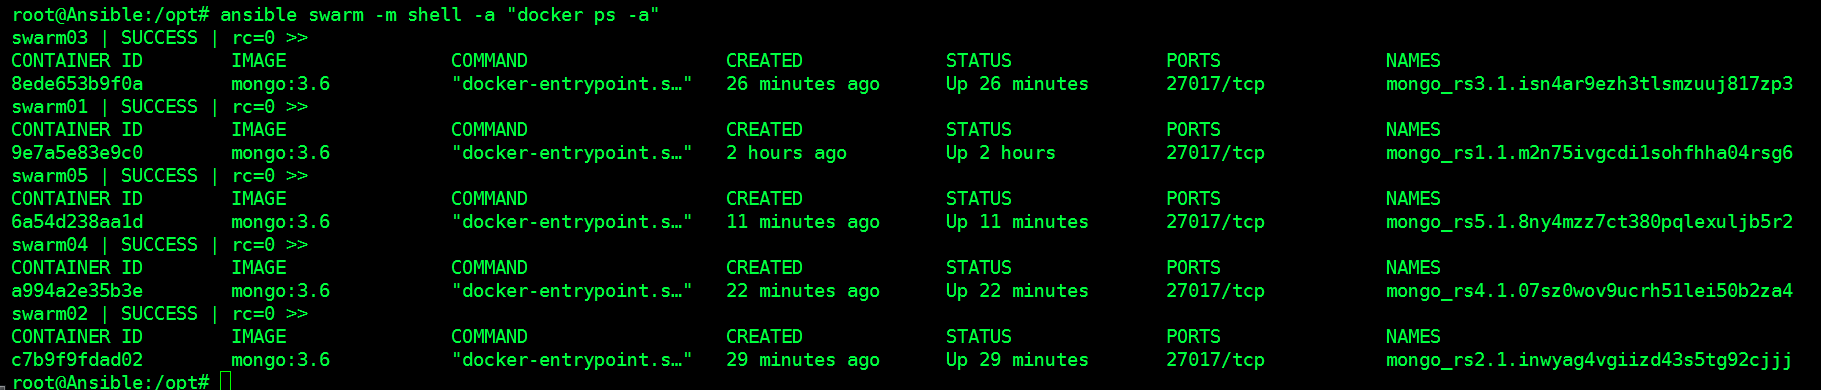 root@Ansible:/opt# ansible swarm -m shell -a "docker ps -a"
swarm03 | SUCCESS | rc=0 >>
CONTAINER ID        IMAGE               COMMAND                  CREATED             STATUS              PORTS               NAMES
8ede653b9f0a        mongo:3.6           "docker-entrypoint.s…"   26 minutes ago      Up 26 minutes       27017/tcp           mongo_rs3.1.isn4ar9ezh3tlsmzuuj817zp3
swarm01 | SUCCESS | rc=0 >>
CONTAINER ID        IMAGE               COMMAND                  CREATED             STATUS              PORTS               NAMES
9e7a5e83e9c0        mongo:3.6           "docker-entrypoint.s…"   2 hours ago         Up 2 hours          27017/tcp           mongo_rs1.1.m2n75ivgcdi1sohfhha04rsg6
swarm05 | SUCCESS | rc=0 >>
CONTAINER ID        IMAGE               COMMAND                  CREATED             STATUS              PORTS               NAMES
6a54d238aa1d        mongo:3.6           "docker-entrypoint.s…"   11 minutes ago      Up 11 minutes       27017/tcp           mongo_rs5.1.8ny4mzz7ct380pqlexuljb5r2
swarm04 | SUCCESS | rc=0 >>
CONTAINER ID        IMAGE               COMMAND                  CREATED             STATUS              PORTS               NAMES
a994a2e35b3e        mongo:3.6           "docker-entrypoint.s…"   22 minutes ago      Up 22 minutes       27017/tcp           mongo_rs4.1.07sz0wov9ucrh51lei50b2za4
swarm02 | SUCCESS | rc=0 >>
CONTAINER ID        IMAGE               COMMAND                  CREATED             STATUS              PORTS               NAMES
c7b9f9fdad02        mongo:3.6           "docker-entrypoint.s…"   29 minutes ago      Up 29 minutes       27017/tcp           mongo_rs2.1.inwyag4vgiizd43s5tg92cjjj
root@Ansible:/opt#